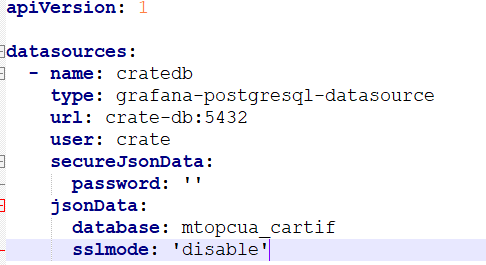 apiVersion: 1
datasources:
- name: cratedb
type: grafana-postgresql-datasource
url: crate-db:5432
user: crate
secureJsonData:
password: ''
jsonData:
database: mtopcua_cartif
sslmode: 'disable'